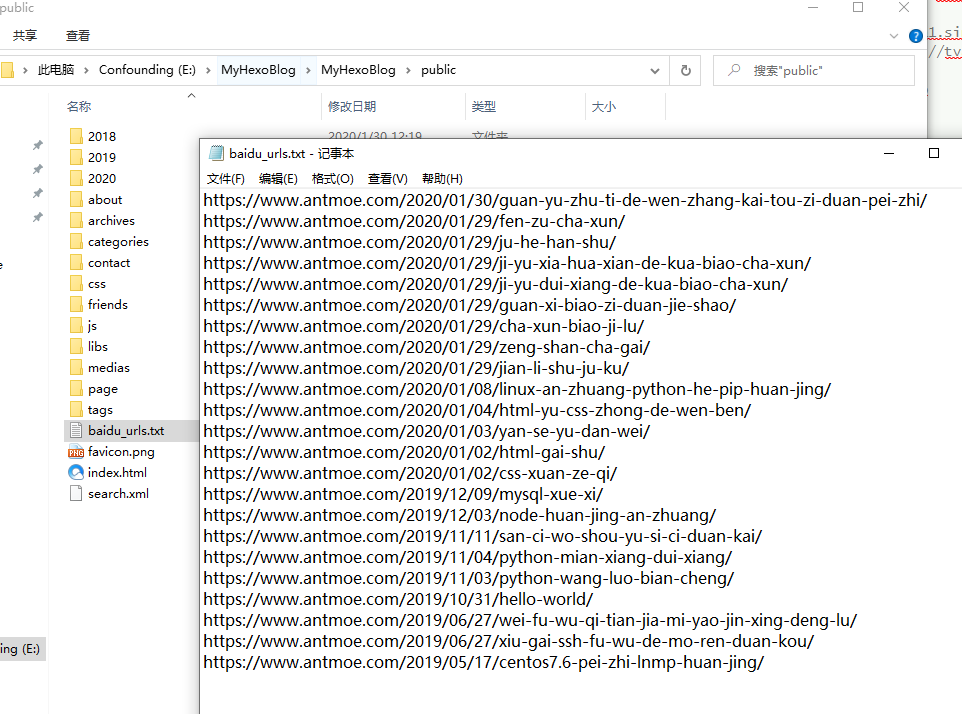 public
共享 查看
1.si
//tv
此电脑 > Confounding (E:) > MyHexoBlog > MyHexoBlog > public
搜索"public"
名称 修改日期 类型 大小
2018 2020/1/30 12:19 文件夹
2019
2020
about
archives
categories
contact
css
friends
js
libs
medias
page
tags
baidu_urls.txt
favicon.png
index.html
search.xml
ing (E:)
baidu_urls.txt - 记事本
文件(F) 编辑(E) 格式(O) 查看(V) 帮助(H)
https://www.antmoe.com/2020/01/30/guan-yu-zhu-ti-de-wen-zhang-kai-tou-zi-duan-pei-zhi/
https://www.antmoe.com/2020/01/29/fen-zu-cha-xun/
https://www.antmoe.com/2020/01/29/ju-he-han-shu/
https://www.antmoe.com/2020/01/29/ji-yu-xia-hua-xian-de-kua-biao-cha-xun/
https://www.antmoe.com/2020/01/29/ji-yu-dui-xiang-de-kua-biao-cha-xun/
https://www.antmoe.com/2020/01/29/guan-xi-biao-zi-duan-jie-shao/
https://www.antmoe.com/2020/01/29/cha-xun-biao-ji-lu/
https://www.antmoe.com/2020/01/29/zeng-shan-cha-gai/
https://www.antmoe.com/2020/01/29/jian-li-shu-ju-ku/
https://www.antmoe.com/2020/01/08/linux-an-zhuang-python-he-pip-huan-jing/
https://www.antmoe.com/2020/01/04/html-yu-css-zhong-de-wen-ben/
https://www.antmoe.com/2020/01/03/yan-se-yu-dan-wei/
https://www.antmoe.com/2020/01/02/html-gai-shu/
https://www.antmoe.com/2020/01/02/css-xuan-ze-qi/
https://www.antmoe.com/2019/12/09/mysql-xue-xi/
https://www.antmoe.com/2019/12/03/node-huan-jing-an-zhuang/
https://www.antmoe.com/2019/11/11/san-ci-wo-shou-yu-si-ci-duan-kai/
https://www.antmoe.com/2019/11/04/python-mian-xiang-dui-xiang/
https://www.antmoe.com/2019/11/03/python-wang-luo-bian-cheng/
https://www.antmoe.com/2019/10/31/hello-world/
https://www.antmoe.com/2019/06/27/wei-fu-wu-qi-tian-jia-mi-yao-jin-xing-deng-lu/
https://www.antmoe.com/2019/06/27/xiu-gai-ssh-fu-wu-de-mo-ren-duan-kou/
https://www.antmoe.com/2019/05/17/centos7.6-pei-zhi-lnmp-huan-jing/